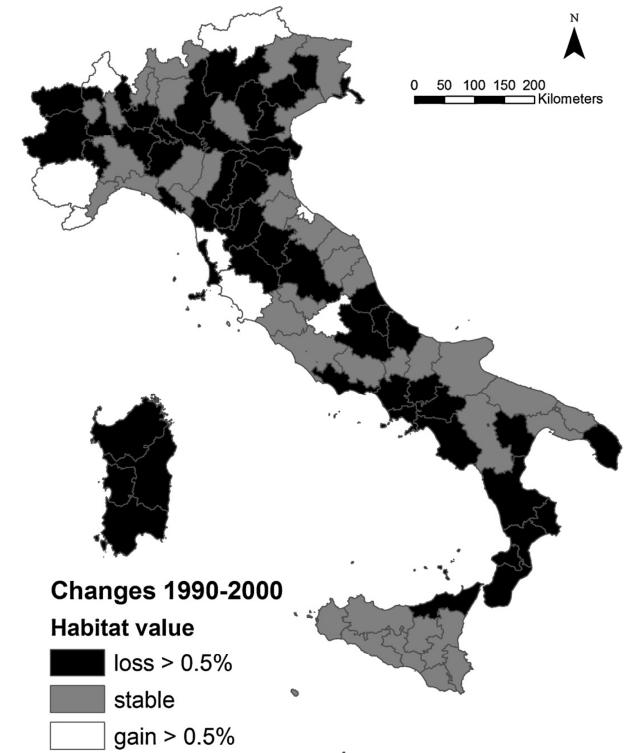 N
0 50 100 150 200
Kilometers
Changes 1990-2000
Habitat value
loss > 0.5%
stable
gain > 0.5%